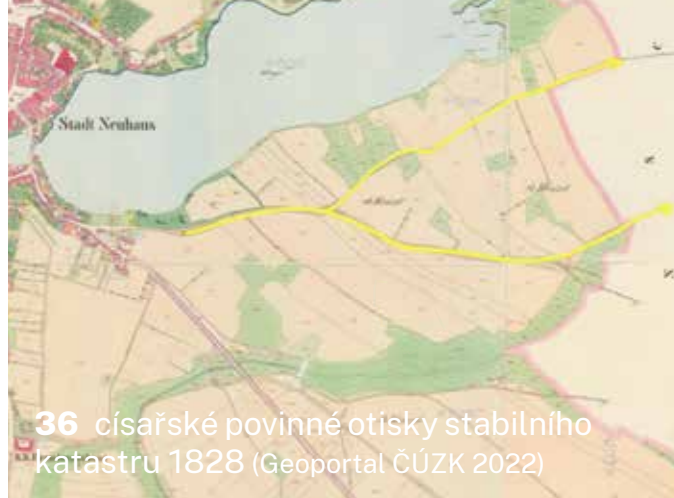 Stadt Neuhaus
36 císařské povinné otisky stabilního
katastru 1828 (Geoportal ČÚZK 2022)